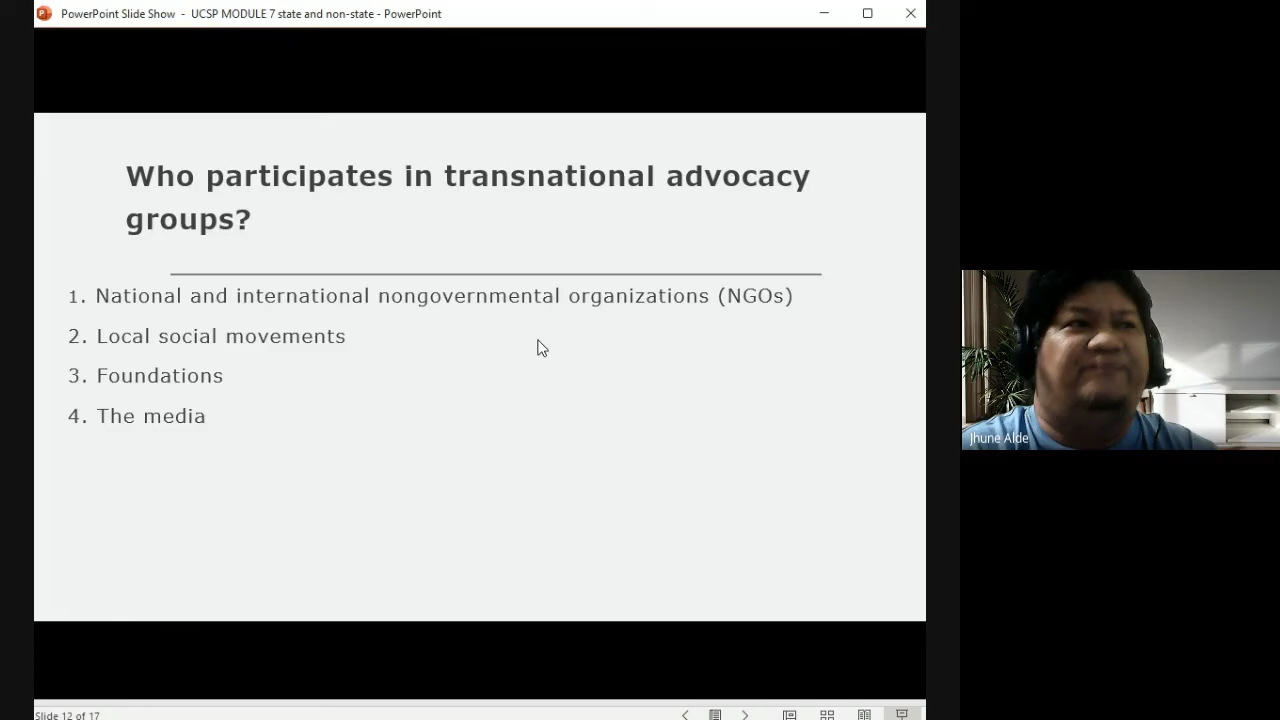 PowerPoint Slide Show - UCSP MODULE 7 state and non-state - PowerPoint
Who participates in transnational advocacy
groups?
1. National and international nongovernmental organizations (NGOs)
2. Local social movements
3. Foundations
4. The media
Jhune Alde
Slide 12 of 17